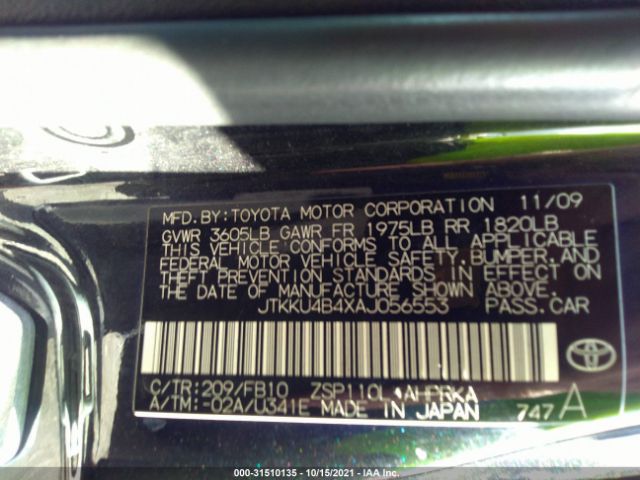 MFD.BY:TOYOTA MOTOR CORPORATION 11/09
GVWR 3605LB GAWR FR 1975LB RR 1820LB
THIS VEHICLE CONFORMS TO ALL APPLICABLE
FEDERAL MOTOR VEHICLE SAFETY, BUMPER, AND
THEFT PREVENTION STANDARDS IN EFFECT ON
THE DATE OF MANUFACTURE SHOWN ABOVE.
JTKKU4B4XAJ056553 PASS.CAR
C/TR:209/FB10 ZSP110L-AHPRKA
A/TM:-02A/U341E MADE IN JAPAN 747 A
000-31510135 - 10/15/2021 - IAA Inc.